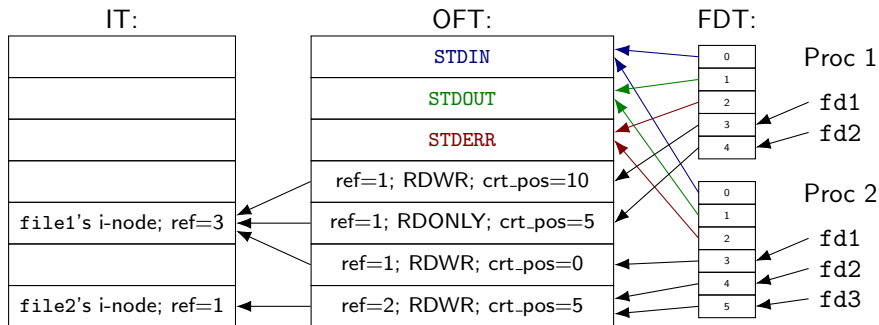 IT:
OFT:
FDT:
STDIN
STDOUT
STDERR
ref=1; RDWR; crt_pos=10
file1's i-node; ref=3
ref=1; RDONLY; crt_pos=5
ref=1; RDWR; crt_pos=0
file2's i-node; ref=1
ref=2; RDWR; crt_pos=5
0
1
2
3
4
Proc 1
fd1
fd2
0
1
2
3
4
5
Proc 2
fd1
fd2
fd3